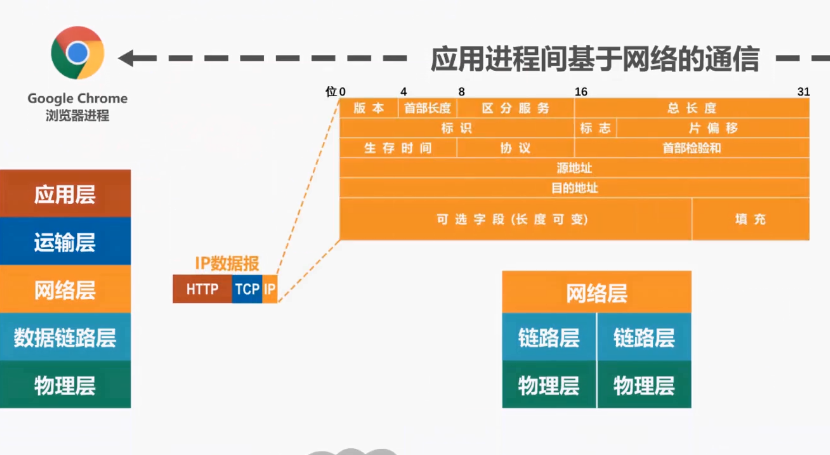 应用进程间基于网络的通信
Google Chrome
浏览器进程
位 0 4 8 16 31
版本 首部长度 区分服务 总长度
标识 标志 片偏移
生存时间 协议 首部检验和
源地址
目的地址
可选字段(长度可变) 填充
应用层
运输层
网络层
数据链路层
物理层
IP数据报
HTTP TCP IP
网络层
链路层 链路层
物理层 物理层